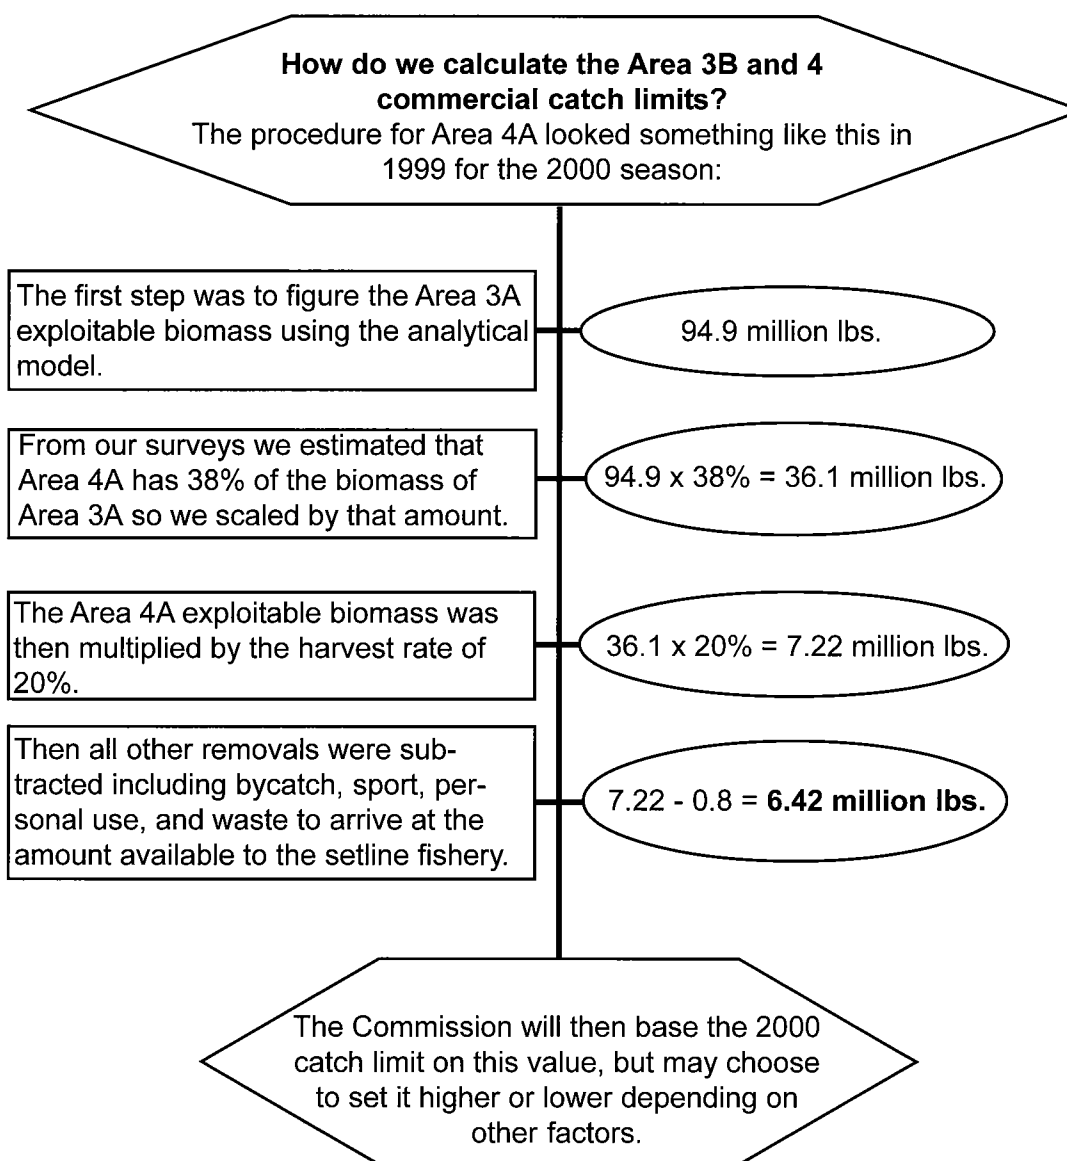 How do we calculate the Area 3B and 4
commercial catch limits?
The procedure for Area 4A looked something like this in
1999 for the 2000 season:
The first step was to figure the Area 3A
exploitable biomass using the analytical
model.
94.9 million lbs.
From our surveys we estimated that
Area 4A has 38% of the biomass of
Area 3A so we scaled by that amount.
94.9 x 38% = 36.1 million lbs.
The Area 4A exploitable biomass was
then multiplied by the harvest rate of
20%.
36.1 x 20% = 7.22 million lbs.
Then all other removals were sub-
tracted including bycatch, sport, per-
sonal use, and waste to arrive at the
amount available to the setline fishery.
7.22 - 0.8 = 6.42 million lbs.
The Commission will then base the 2000
catch limit on this value, but may choose
to set it higher or lower depending on
other factors.